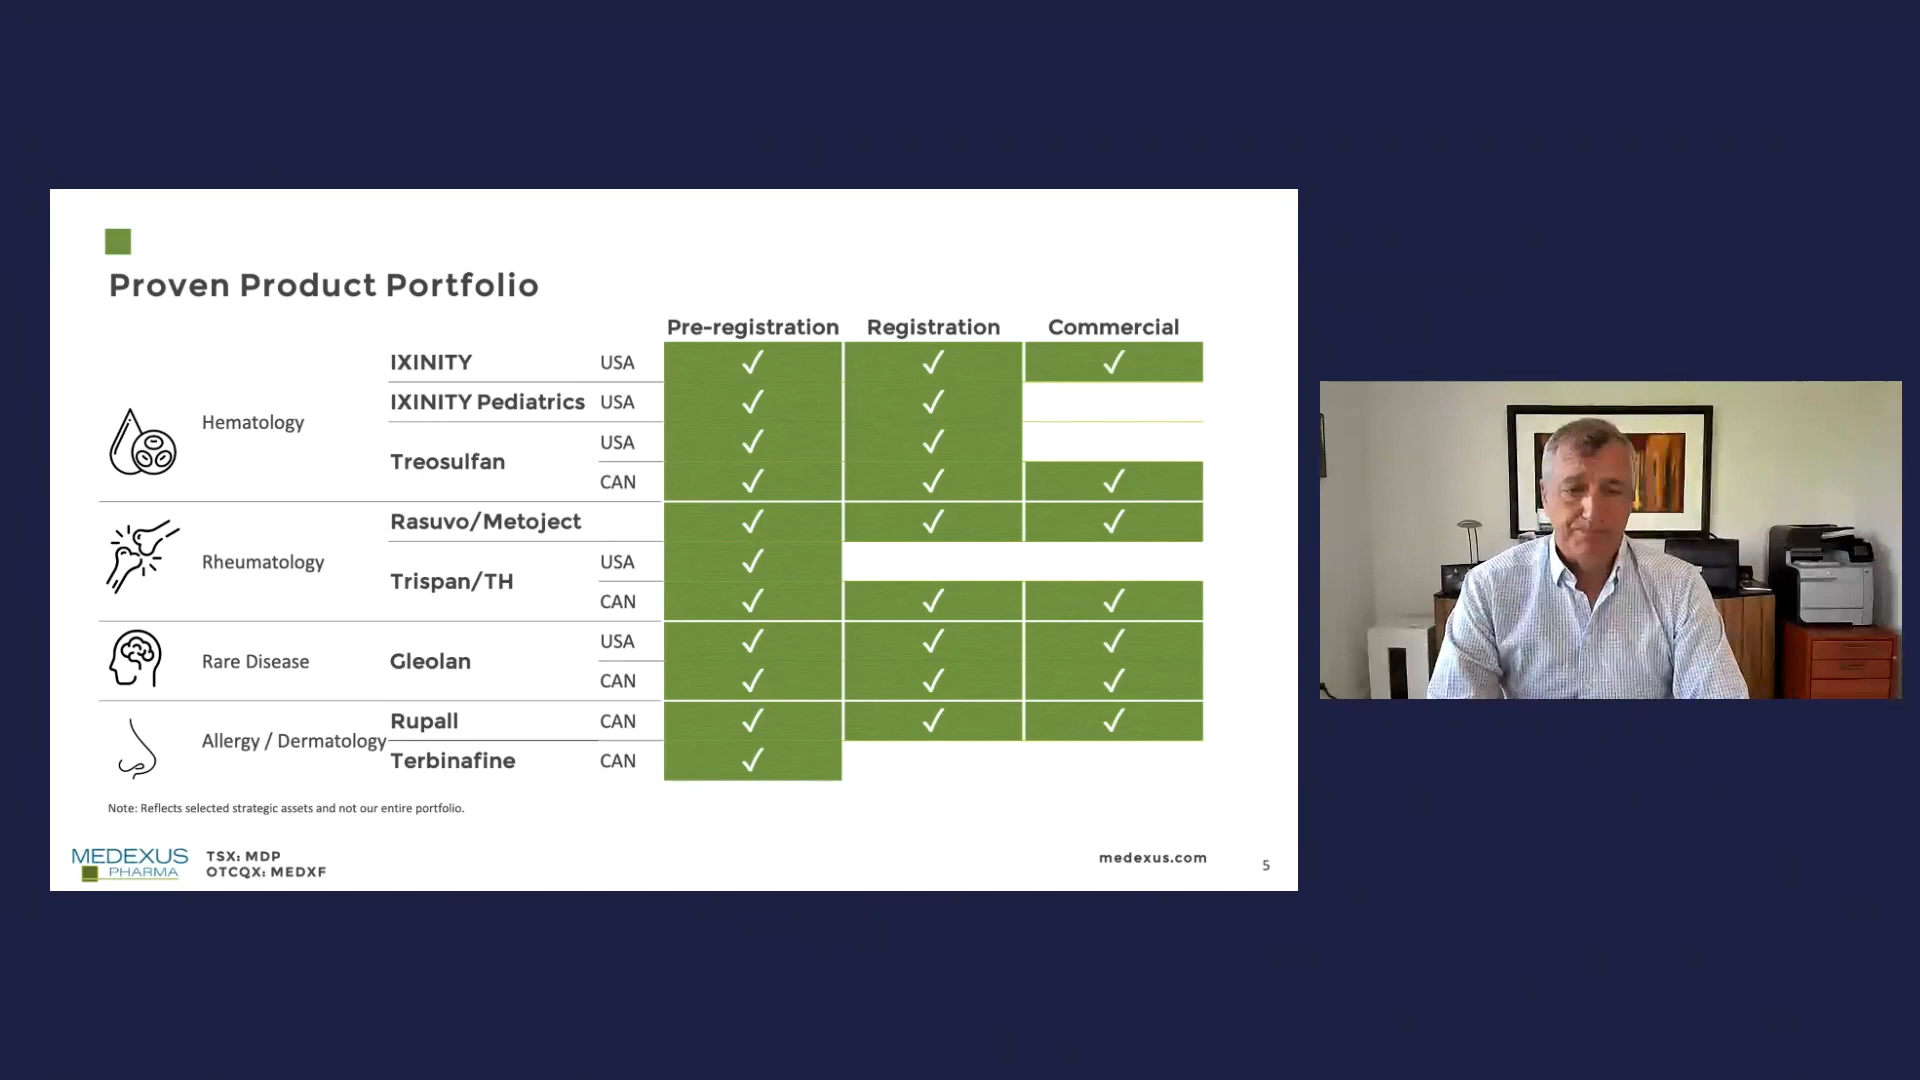 Proven Product Portfolio
Pre-registration Registration Commercial
IXINITY USA ✓ ✓ ✓
IXINITY Pediatrics USA ✓ ✓
Hematology
USA ✓ ✓
Treosulfan
CAN ✓ ✓ ✓
Rasuvo/Metoject ✓ ✓ ✓
Rheumatology USA ✓
Trispan/TH
CAN ✓ ✓ ✓
USA ✓ ✓ ✓
Rare Disease Gleolan
CAN ✓ ✓ ✓
Rupall CAN ✓ ✓ ✓
Allergy / Dermatology
Terbinafine CAN ✓
Note: Reflects selected strategic assets and not our entire portfolio.
MEDEXUS
PHARMA
TSX: MDP
OTCQX: MEDXF
medexus.com
5